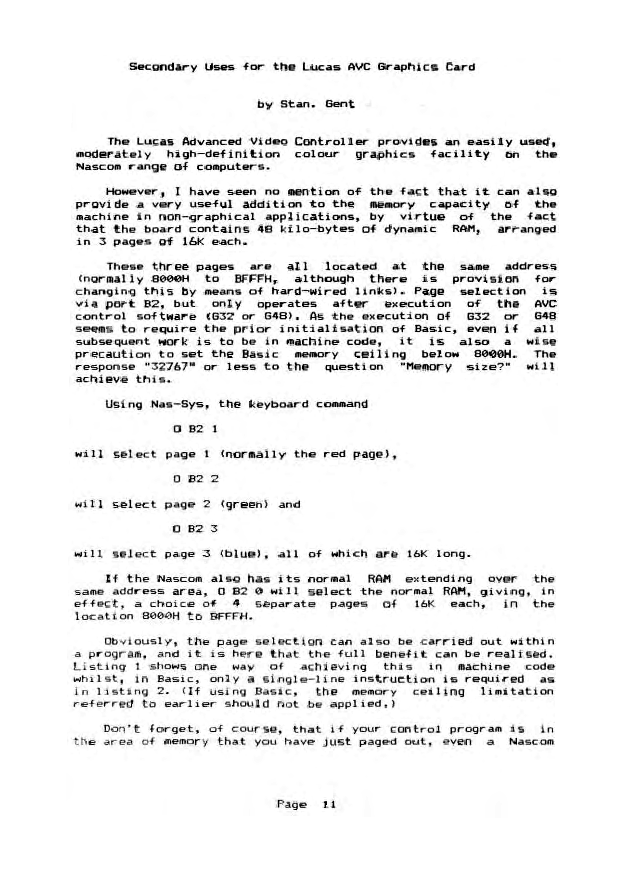 Secondary Uses for the Lucas AVC Graphics Card
by Stan. Gent
The Lucas Advanced Video Controller provides an easily used,
moderately high-definition colour graphics facility on the
Nascom range of computers.
However, I have seen no mention of the fact that it can also
provide a very useful addition to the memory capacity of the
machine in non-graphical applications, by virtue of the fact
that the board contains 48 kilo-bytes of dynamic RAM, arranged
in 3 pages of 16K each.
These three pages are all located at the same address
(normally 8000H to BFFFH, although there is provision for
changing this by means of hard-wired links). Page selection is
via port B2, but only operates after execution of the AVC
control software (G32 or G48). As the execution of G32 or G48
seems to require the prior initialisation of Basic, even if all
subsequent work is to be in machine code, it is also a wise
precaution to set the Basic memory ceiling below 8000H. The
response "32767" or less to the question "Memory size?" will
achieve this.
Using Nas-Sys, the keyboard command
O B2 1
will select page 1 (normally the red page),
O B2 2
will select page 2 (green) and
O B2 3
will select page 3 (blue), all of which are 16K long.
If the Nascom also has its normal RAM extending over the
same address area, O B2 0 will select the normal RAM, giving, in
effect, a choice of 4 separate pages of 16K each, in the
location 8000H to BFFFH.
Obviously, the page selection can also be carried out within
a program, and it is here that the full benefit can be realised.
Listing 1 shows one way of achieving this in machine code
whilst, in Basic, only a single-line instruction is required as
in listing 2. (If using Basic, the memory ceiling limitation
referred to earlier should not be applied.)
Don't forget, of course, that if your control program is in
the area of memory that you have just paged out, even a Nascom
Page 11